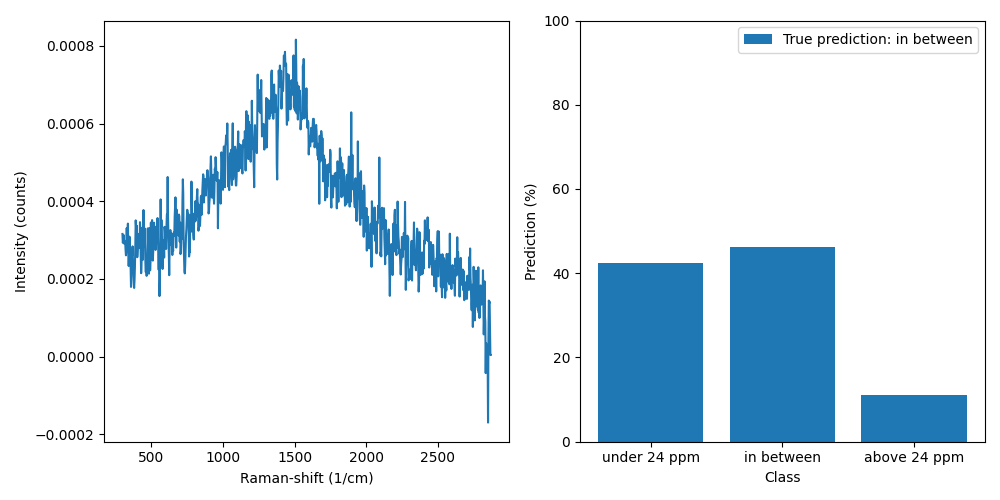 0.0008
0.0006
0.0004
0.0002
0.0000
−0.0002
Intensity (counts)
500 1000 1500 2000 2500
Raman-shift (1/cm)
True prediction: in between
100
80
60
40
20
0
Prediction (%)
under 24 ppm in between above 24 ppm
Class